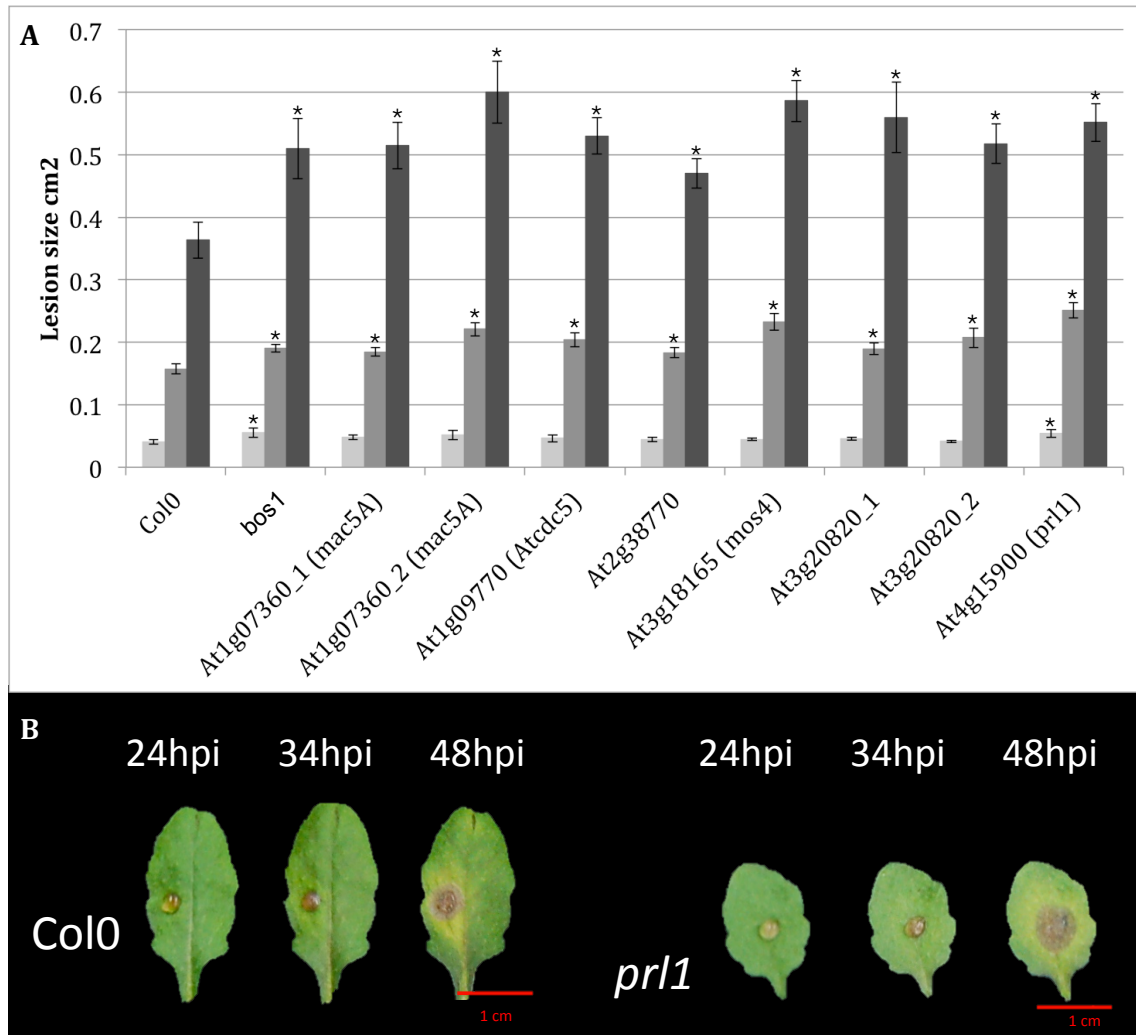 A
Lesion size cm2
0.7
0.6
0.5
0.4
0.3
0.2
0.1
0
* * * * * * * * *
* * * * * * * * *
* *
Col0
bos1
At1g07360_1 (mac5A)
At1g07360_2 (mac5A)
At1g09770 (Atcdc5)
At2g38770
At3g18165 (mos4)
At3g20820_1
At3g20820_2
At4g15900 (prl1)
B
24hpi 34hpi 48hpi 24hpi 34hpi 48hpi
Col0 prl1
1 cm 1 cm